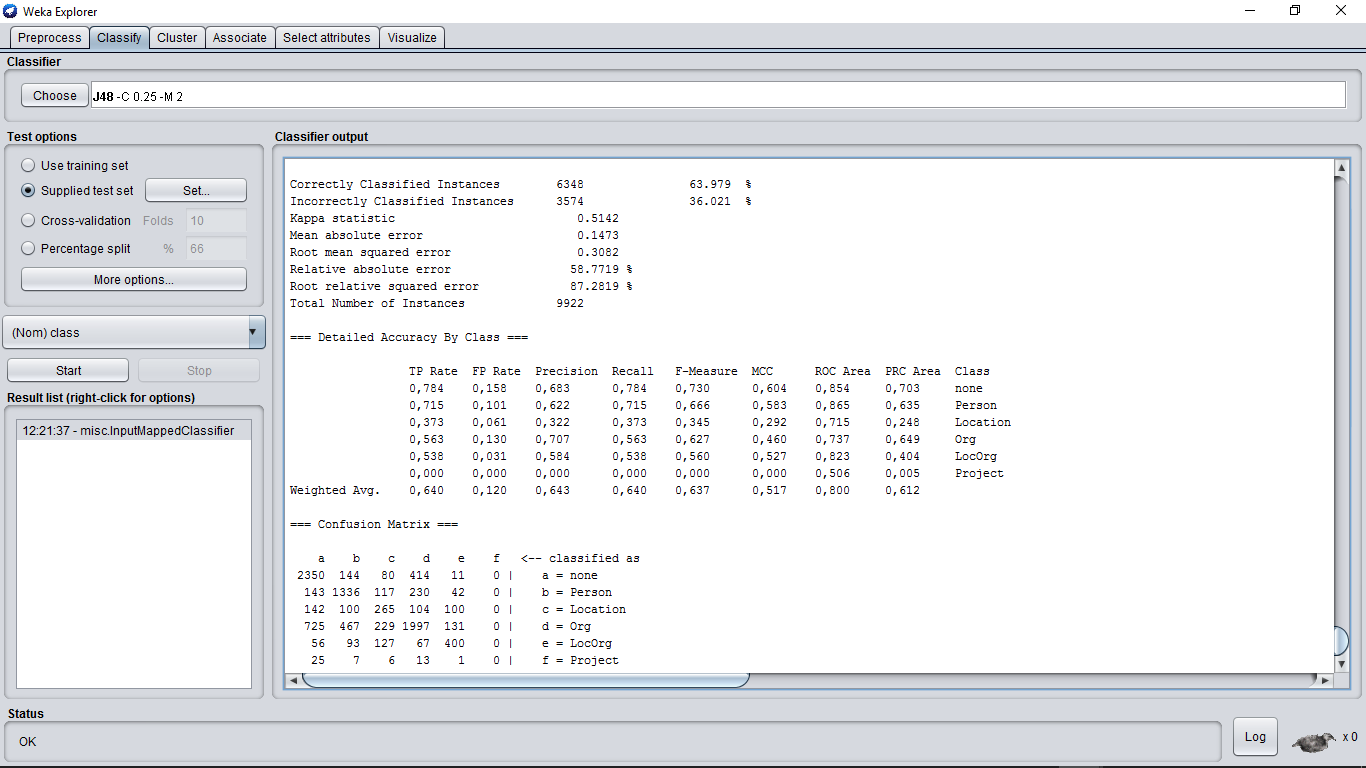 Weka Explorer
Preprocess Classify Cluster Associate Select attributes Visualize
Classifier
Choose J48 -C 0.25 -M 2
Test options
Use training set
Supplied test set Set...
Cross-validation Folds 10
Percentage split % 66
More options...
(Nom) class
Start Stop
Result list (right-click for options)
12:21:37 - misc.InputMappedClassifier
Classifier output
Correctly Classified Instances 6348 63.979 %
Incorrectly Classified Instances 3574 36.021 %
Kappa statistic 0.5142
Mean absolute error 0.1473
Root mean squared error 0.3082
Relative absolute error 58.7719 %
Root relative squared error 87.2819 %
Total Number of Instances 9922
=== Detailed Accuracy By Class ===
TP Rate FP Rate Precision Recall F-Measure MCC ROC Area PRC Area Class
0,784 0,158 0,683 0,784 0,730 0,604 0,854 0,703 none
0,715 0,101 0,622 0,715 0,666 0,583 0,865 0,635 Person
0,373 0,061 0,322 0,373 0,345 0,292 0,715 0,248 Location
0,563 0,130 0,707 0,563 0,627 0,460 0,737 0,649 Org
0,538 0,031 0,584 0,538 0,560 0,527 0,823 0,404 LocOrg
0,000 0,000 0,000 0,000 0,000 0,000 0,506 0,005 Project
Weighted Avg. 0,640 0,120 0,643 0,640 0,637 0,517 0,800 0,612
=== Confusion Matrix ===
a b c d e f <-- classified as
2350 144 80 414 11 0 | a = none
143 1336 117 230 42 0 | b = Person
142 100 265 104 100 0 | c = Location
725 467 229 1997 131 0 | d = Org
56 93 127 67 400 0 | e = LocOrg
25 7 6 13 1 0 | f = Project
Status
OK
Log
x 0